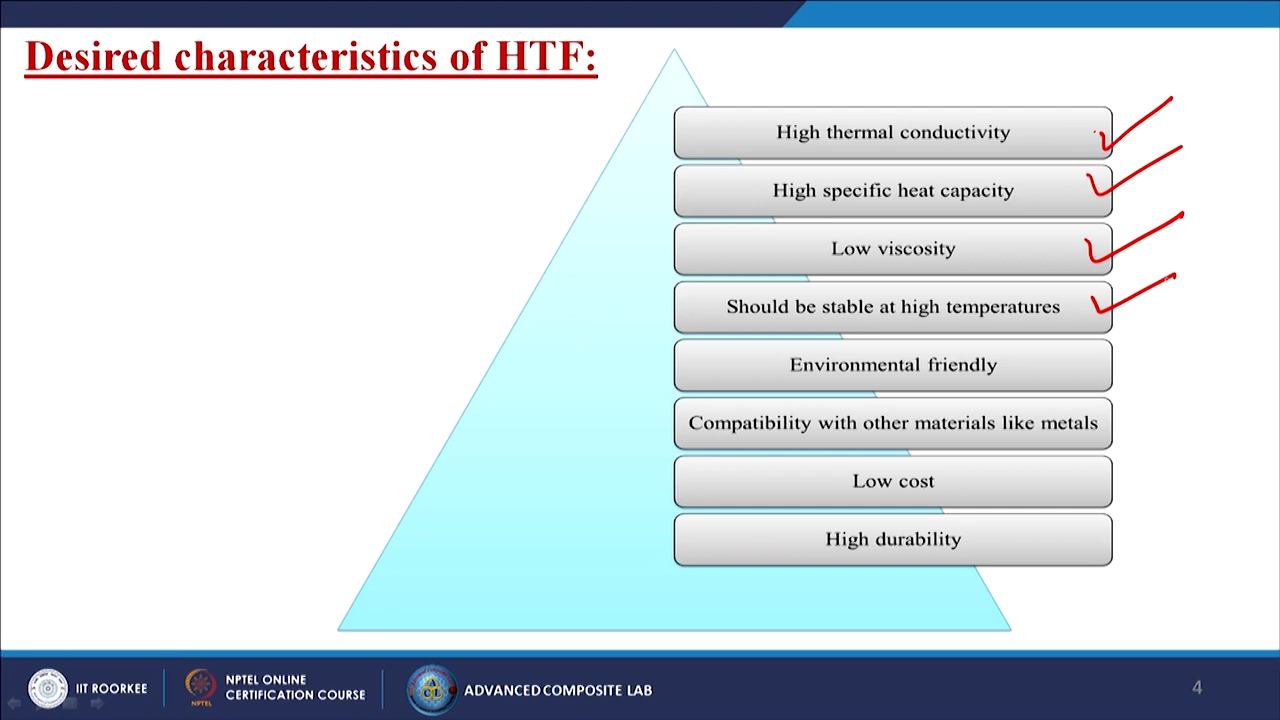 Desired characteristics of HTF:
High thermal conductivity
High specific heat capacity
Low viscosity
Should be stable at high temperatures
Environmental friendly
Compatibility with other materials like metals
Low cost
High durability
IIT ROORKEE
NPTEL
NPTEL ONLINE
CERTIFICATION COURSE
ACL
ADVANCED COMPOSITE LAB
4